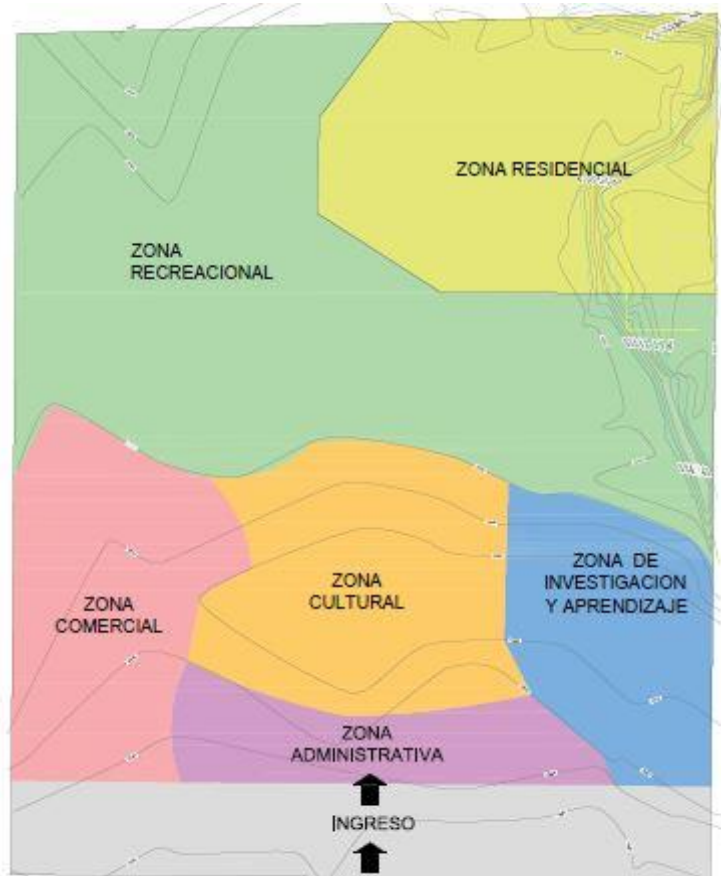 ZONA RESIDENCIAL
ZONA
RECREACIONAL
ZONA DE
INVESTIGACION
Y APRENDIZAJE
ZONA
CULTURAL
ZONA
COMERCIAL
ZONA
ADMINISTRATIVA
INGRESO